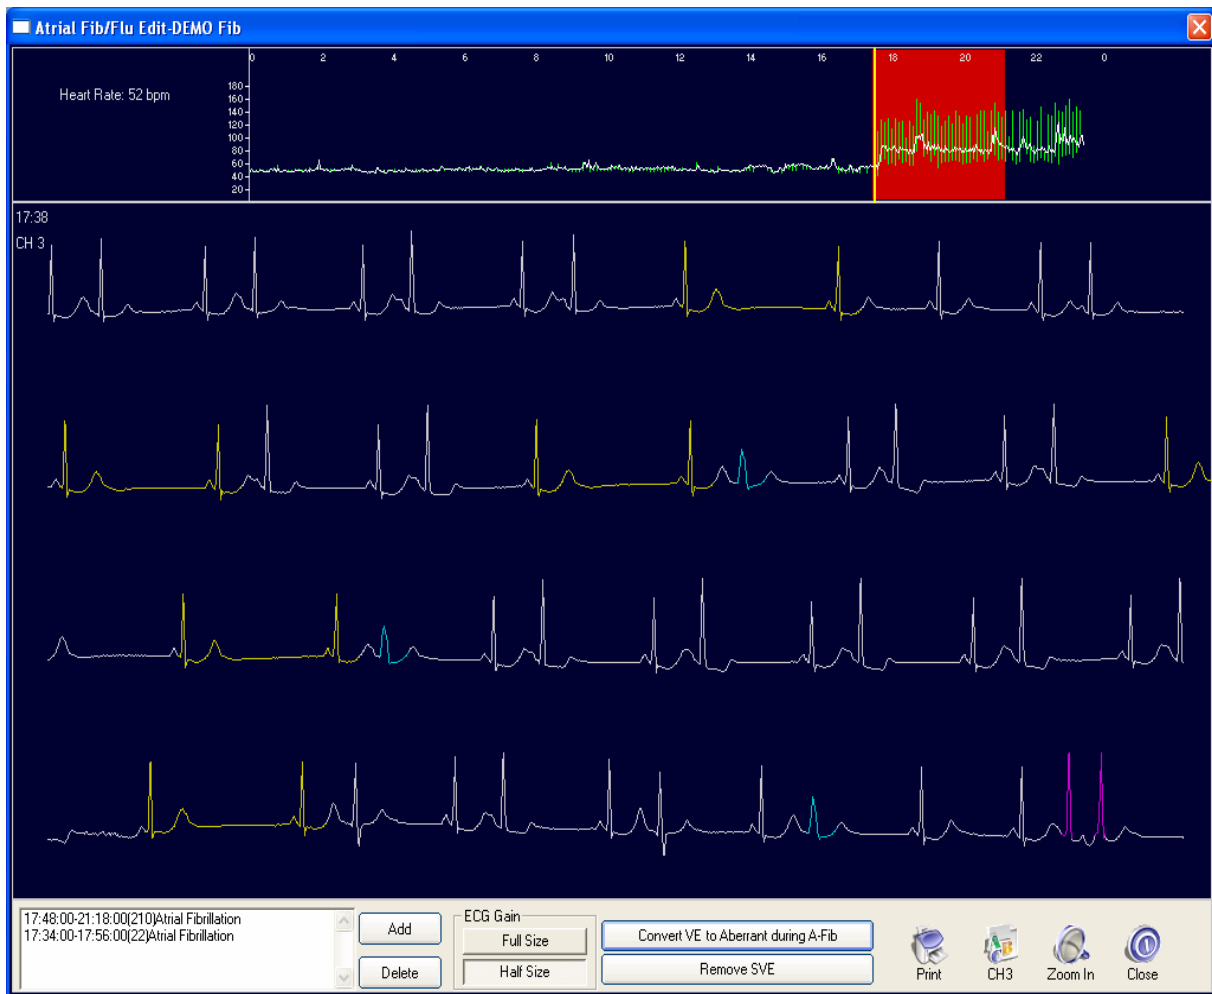 Atrial Fib/Flu Edit-DEMO Fib
0 2 4 6 8 10 12 14 16 18 20 22 0
Heart Rate: 52 bpm
180
160
140
120
100
80
60
40
20
17:38
CH 3
17:48:00-21:18:00(210)Atrial Fibrillation
17:34:00-17:56:00(22)Atrial Fibrillation
Add
Delete
ECG Gain
Full Size
Half Size
Convert VE to Aberrant during A-Fib
Remove SVE
A B
Print
CH3
Zoom In
Close